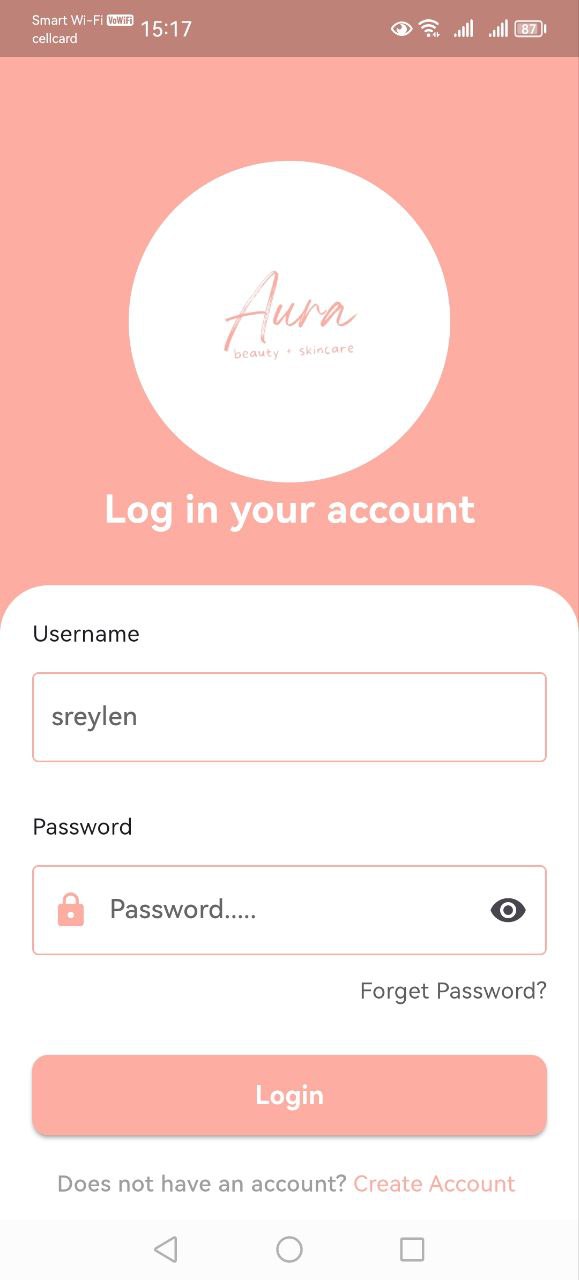 Smart Wi-Fi VoWiFi
cellcard
15:17
87
Aura
beauty + skincare
Log in your account
Username
sreylen
Password
Password.....
Forget Password?
Login
Does not have an account? Create Account